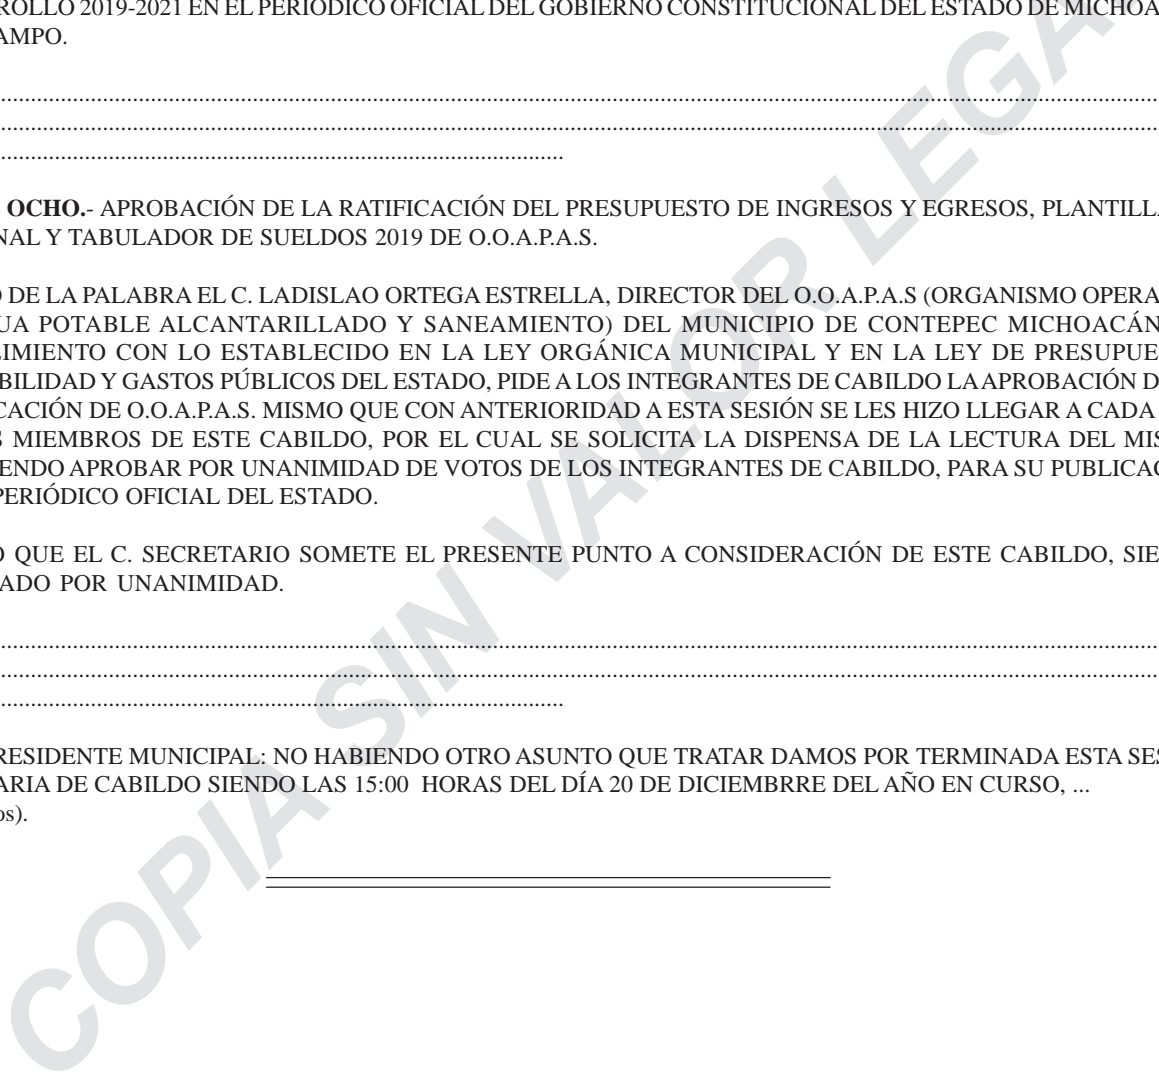 ROLLO 2019-2021 EN EL PERIÓDICO OFICIAL DEL GOBIERNO CONSTITUCIONAL DEL ESTADO DE MICHOA
AMPO.
....................................................................................................
....................................................................................................
....................................................................................................
OCHO.- APROBACIÓN DE LA RATIFICACIÓN DEL PRESUPUESTO DE INGRESOS Y EGRESOS, PLANTILLA
NAL Y TABULADOR DE SUELDOS 2019 DE O.O.A.P.A.S.
O DE LA PALABRA EL C. LADISLAO ORTEGA ESTRELLA, DIRECTOR DEL O.O.A.P.A.S (ORGANISMO OPERA
UA POTABLE ALCANTARILLADO Y SANEAMIENTO) DEL MUNICIPIO DE CONTEPEC MICHOACÁN
LIMIENTO CON LO ESTABLECIDO EN LA LEY ORGÁNICA MUNICIPAL Y EN LA LEY DE PRESUPUE
BILIDAD Y GASTOS PÚBLICOS DEL ESTADO, PIDE A LOS INTEGRANTES DE CABILDO LA APROBACIÓN D
CACIÓN DE O.O.A.P.A.S. MISMO QUE CON ANTERIORIDAD A ESTA SESIÓN SE LES HIZO LLEGAR A CADA
S MIEMBROS DE ESTE CABILDO, POR EL CUAL SE SOLICITA LA DISPENSA DE LA LECTURA DEL MIS
ENDO APROBAR POR UNANIMIDAD DE VOTOS DE LOS INTEGRANTES DE CABILDO, PARA SU PUBLICAC
PERIÓDICO OFICIAL DEL ESTADO.
O QUE EL C. SECRETARIO SOMETE EL PRESENTE PUNTO A CONSIDERACIÓN DE ESTE CABILDO, SIE
ADO POR UNANIMIDAD.
....................................................................................................
....................................................................................................
....................................................................................................
RESIDENTE MUNICIPAL: NO HABIENDO OTRO ASUNTO QUE TRATAR DAMOS POR TERMINADA ESTA SES
ARIA DE CABILDO SIENDO LAS 15:00 HORAS DEL DÍA 20 DE DICIEMBRRE DEL AÑO EN CURSO, ...
os).
COPIA SIN VALOR LEGA